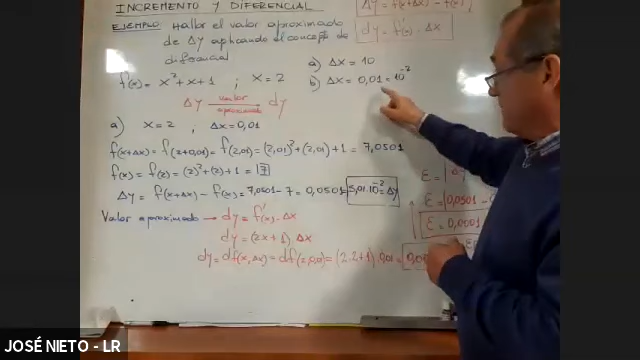 INCREMENTO Y DIFERENCIAL
EJEMPLO: Hallar el valor aproximado
de Δy aplicando el concepto de
diferencial
f(x) = x² + x + 1 ; x = 2
a) Δx = 10
b) Δx = 0,01 = 10⁻²
Δy = f(x+Δx) - f(x)
dy = f'(x) · Δx
Δy valor aproximado → dy
a) x = 2 , Δx = 0,01
f(x+Δx) = f(2+0,01) = f(2,01) = (2,01)² + (2,01) + 1 = 7,0501
f(x) = f(2) = (2)² + (2) + 1 = 7
Δy = f(x+Δx) - f(x) = 7,0501 - 7 = 0,0501 = 5,01·10⁻² = Δy
Valor aproximado → dy = f'(x) · Δx
dy = (2x + 1) · Δx
dy = df(x, Δx) = df(2, 0,01) = (2·2+1) · 0,01 =
ε = |Δy
ε = |0,0501 -
ε = 0,0001
JOSÉ NIETO - LR